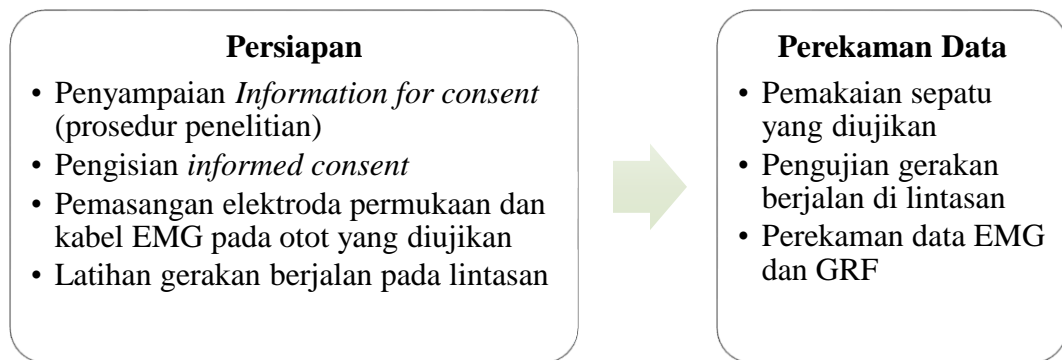 Persiapan
• Penyampaian Information for consent
(prosedur penelitian)
• Pengisian informed consent
• Pemasangan elektroda permukaan dan
kabel EMG pada otot yang diujikan
• Latihan gerakan berjalan pada lintasan
Perekaman Data
• Pemakaian sepatu
yang diujikan
• Pengujian gerakan
berjalan di lintasan
• Perekaman data EMG
dan GRF